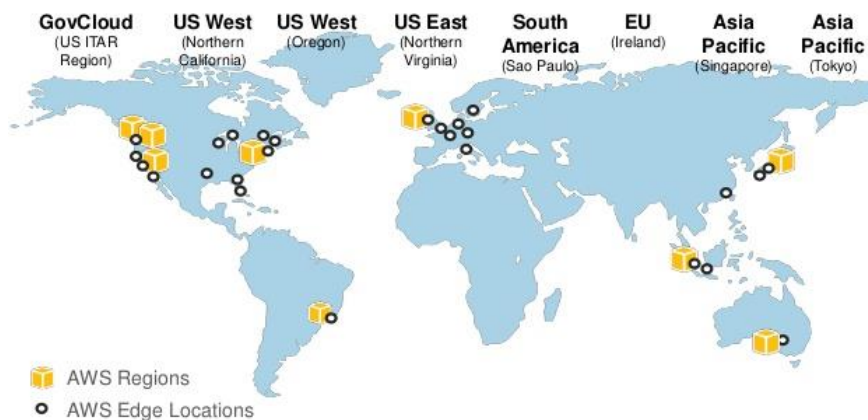 GovCloud
(US ITAR
Region)
US West
(Northern
California)
US West
(Oregon)
US East
(Northern
Virginia)
South
America
(Sao Paulo)
EU
(Ireland)
Asia
Pacific
(Singapore)
Asia
Pacific
(Tokyo)
AWS Regions
AWS Edge Locations